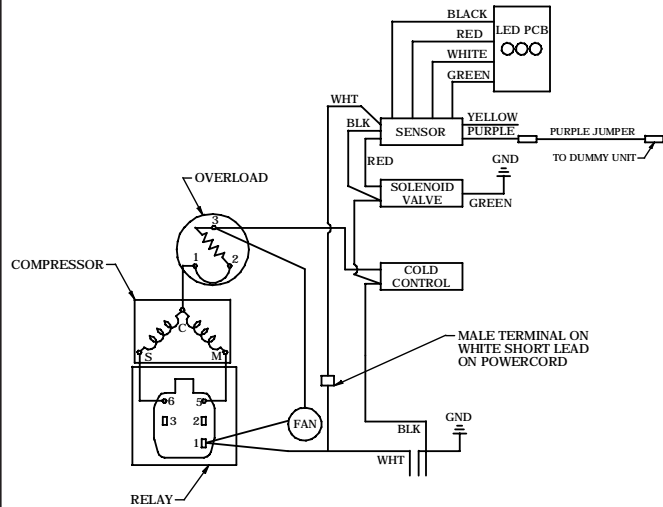 BLACK
LED PCB
RED
WHITE
GREEN
WHT
BLK
SENSOR
YELLOW
PURPLE
PURPLE JUMPER
TO DUMMY UNIT
RED
GND
SOLENOID
VALVE
GREEN
OVERLOAD
3
1
2
COMPRESSOR
COLD
CONTROL
C
S
M
MALE TERMINAL ON
WHITE SHORT LEAD
ON POWERCORD
6
5
3
2
1
FAN
BLK
GND
WHT
RELAY